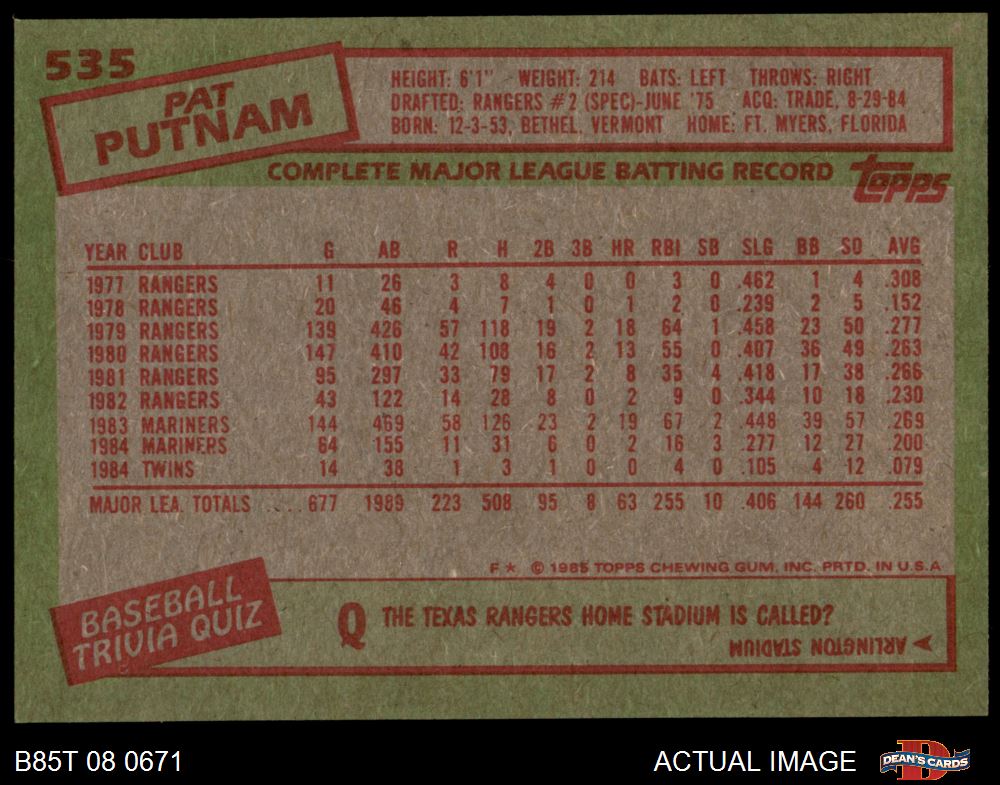 535
PAT
PUTNAM
HEIGHT: 6'1" WEIGHT: 214 BATS: LEFT THROWS: RIGHT
DRAFTED: RANGERS #2 (SPEC)-JUNE '75 ACQ: TRADE, 8-29-84
BORN: 12-3-53, BETHEL, VERMONT HOME: FT. MYERS, FLORIDA
COMPLETE MAJOR LEAGUE BATTING RECORD
topps
YEAR CLUB G AB R H 2B 3B HR RBI SB SLG BB SO AVG
1977 RANGERS 11 26 3 8 4 0 0 3 0 .462 1 4 .308
1978 RANGERS 20 46 4 7 1 0 1 2 0 .239 2 5 .152
1979 RANGERS 139 426 57 118 19 2 18 64 1 .458 23 50 .277
1980 RANGERS 147 410 42 108 16 2 13 55 0 .407 36 49 .263
1981 RANGERS 95 297 33 79 17 2 8 35 4 .418 17 38 .266
1982 RANGERS 43 122 14 28 8 0 2 9 0 .344 10 18 .230
1983 MARINERS 144 469 58 126 23 2 19 67 2 .448 39 57 .269
1984 MARINERS 64 155 11 31 6 0 2 16 3 .277 12 27 .200
1984 TWINS 14 38 1 3 1 0 0 4 0 .105 4 12 .079
MAJOR LEA. TOTALS .... 677 1989 223 508 95 8 63 255 10 .406 144 260 .255
F* © 1985 TOPPS CHEWING GUM, INC. PRTD. IN U.S.A
BASEBALL
TRIVIA QUIZ
Q THE TEXAS RANGERS HOME STADIUM IS CALLED?
ARLINGTON STADIUM
B85T 08 0671
ACTUAL IMAGE
D
DEAN'S CARDS